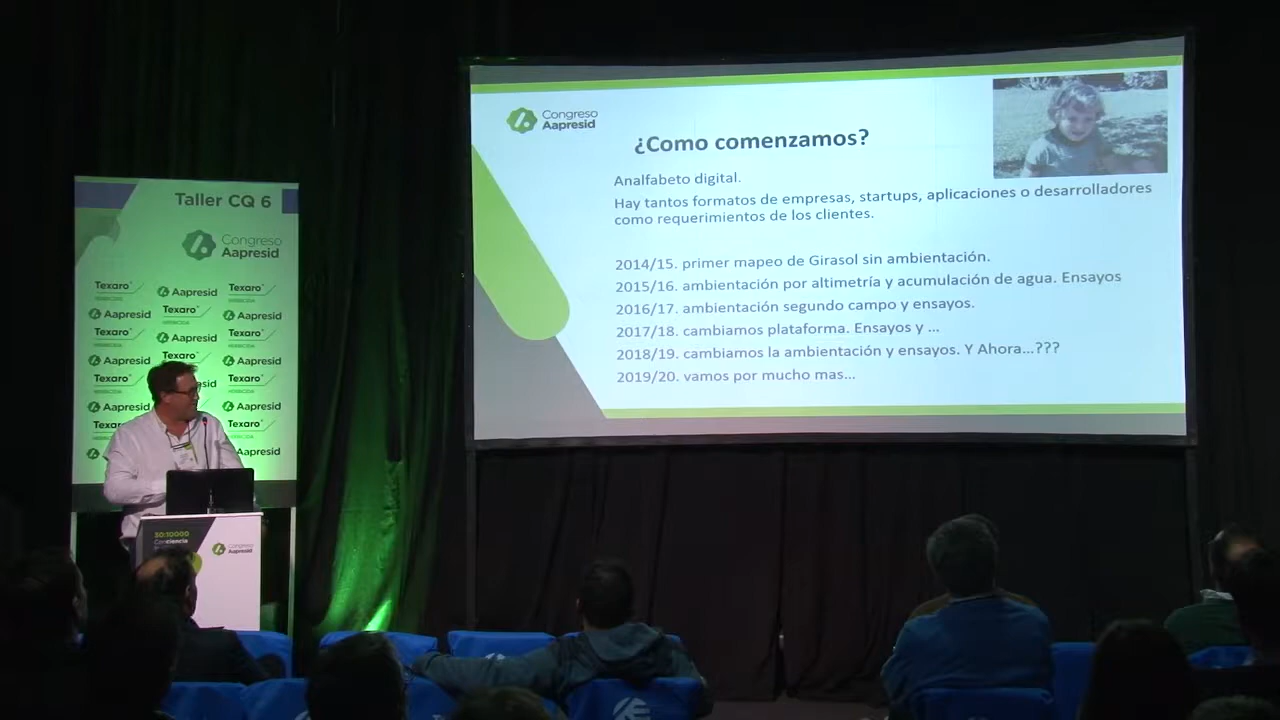 Congreso
Aapresid
¿Como comenzamos?
Analfabeto digital.
Hay tantos formatos de empresas, startups, aplicaciones o desarrolladores
como requerimientos de los clientes.
2014/15. primer mapeo de Girasol sin ambientación.
2015/16. ambientación por altimetría y acumulación de agua. Ensayos
2016/17. ambientación segundo campo y ensayos.
2017/18. cambiamos plataforma. Ensayos y ...
2018/19. cambiamos la ambientación y ensayos. Y Ahora...???
2019/20. vamos por mucho mas...
Taller CQ 6
Congreso
Aapresid
Texaro Aapresid Texaro
Aapresid Texaro Aapresid
Texaro Aapresid Texaro
Aapresid Texaro Aapresid
Texaro Texaro
Aapresid Aapresid
Texaro
Aapresid
Congreso
Aapresid